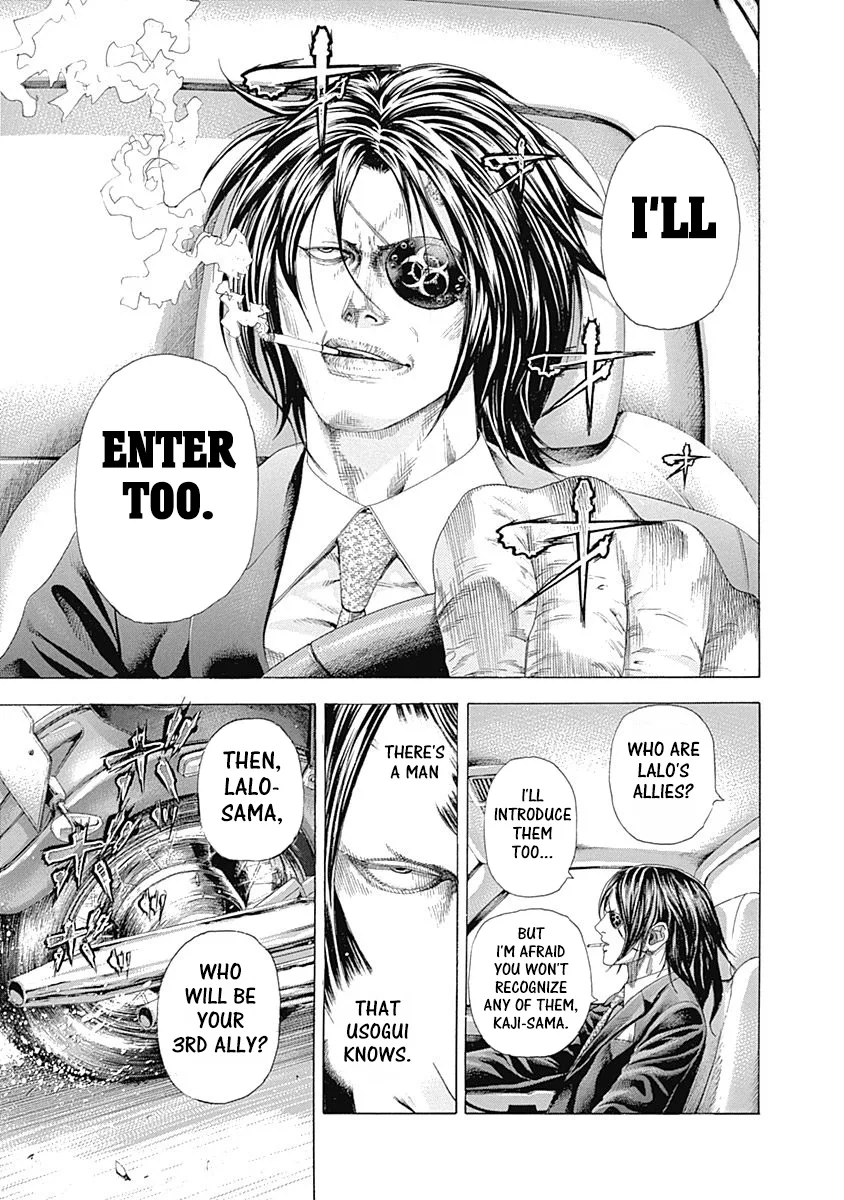 I'LL
ENTER
TOO.
WHO ARE
LALO'S
ALLIES?
I'LL
INTRODUCE
THEM
TOO...
BUT
I'M AFRAID
YOU WON'T
RECOGNIZE
ANY OF THEM,
KAJI-SAMA.
THERE'S
A MAN
THAT
USOGUI
KNOWS.
THEN,
LALO-
SAMA,
WHO
WILL BE
YOUR
3RD ALLY?